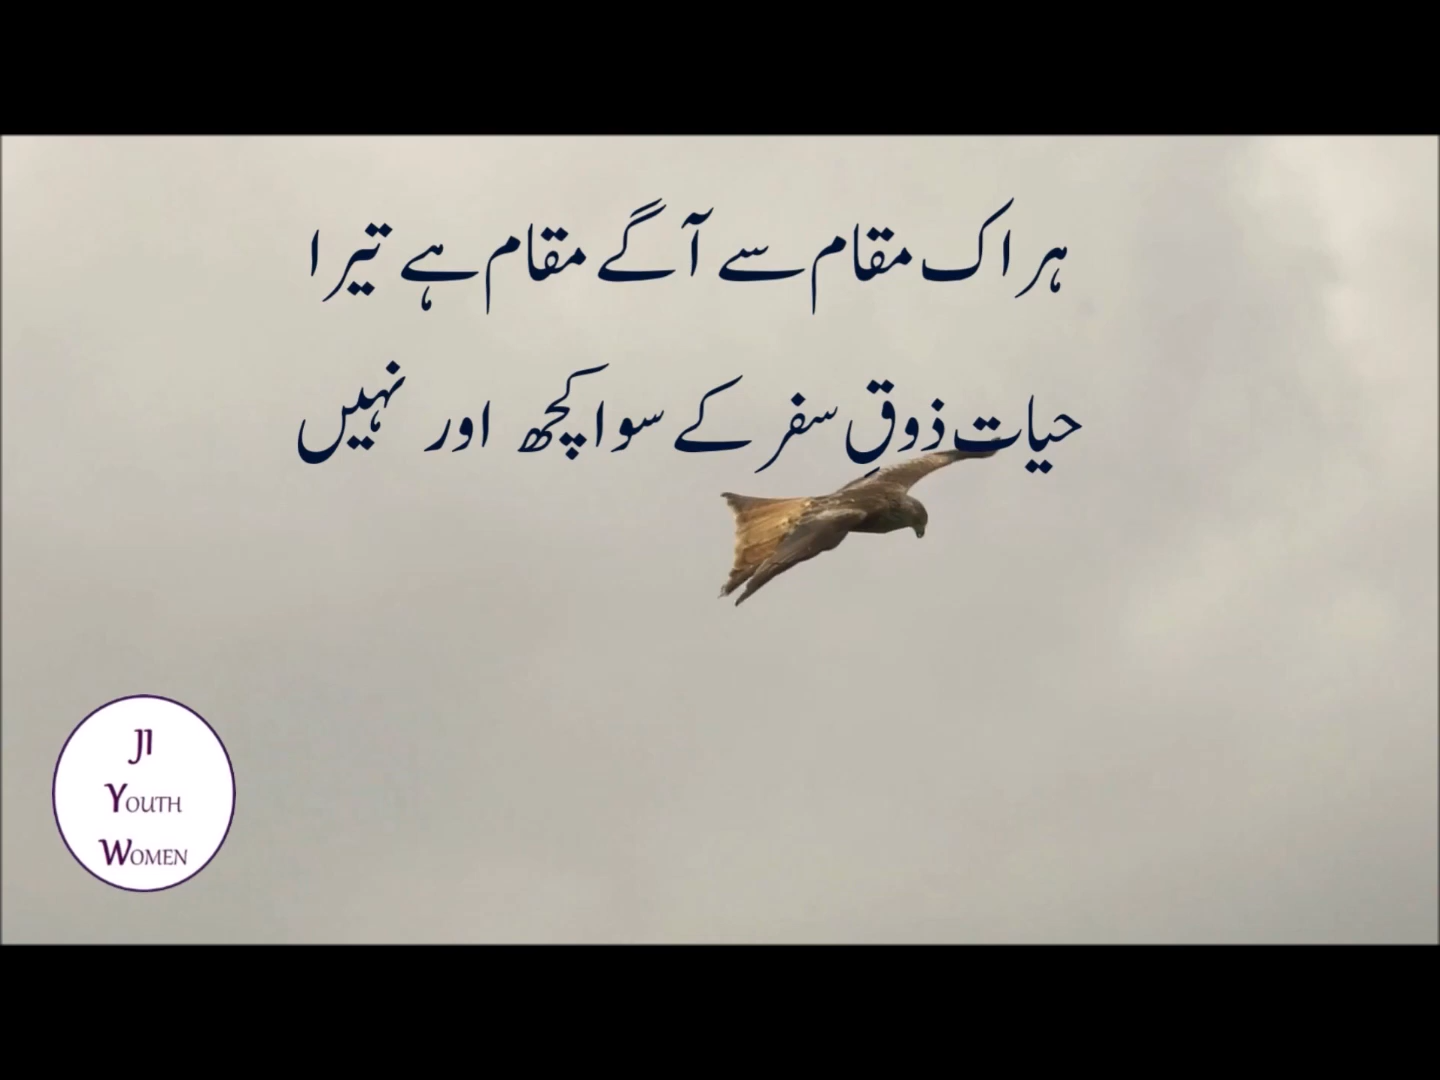 ہر اک مقام سے آگے مقام ہے تیرا
حیات ذوقِ سفر کے سوا کچھ اور نہیں
JI
YOUTH
WOMEN